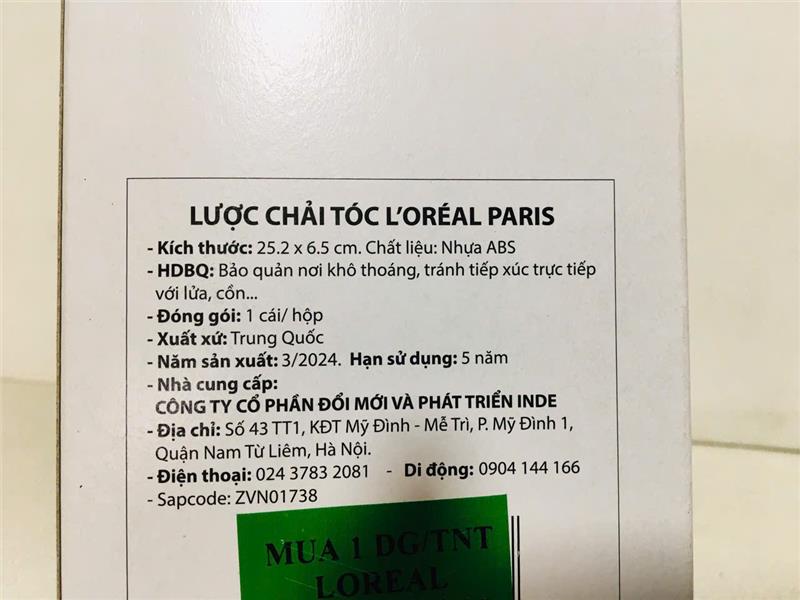 LƯỢC CHẢI TÓC L'ORÉAL PARIS
- Kích thước: 25.2 x 6.5 cm. Chất liệu: Nhựa ABS
- HDBQ: Bảo quản nơi khô thoáng, tránh tiếp xúc trực tiếp
với lửa, cồn...
- Đóng gói: 1 cái/ hộp
- Xuất xứ: Trung Quốc
- Năm sản xuất: 3/2024. Hạn sử dụng: 5 năm
- Nhà cung cấp:
CÔNG TY CỔ PHẦN ĐỔI MỚI VÀ PHÁT TRIỂN INDE
- Địa chỉ: Số 43 TT1, KĐT Mỹ Đình - Mễ Trì, P. Mỹ Đình 1,
Quận Nam Từ Liêm, Hà Nội.
- Điện thoại: 024 3783 2081 - Di động: 0904 144 166
- Sapcode: ZVN01738
MUA 1 DG/TNT
LOREAL